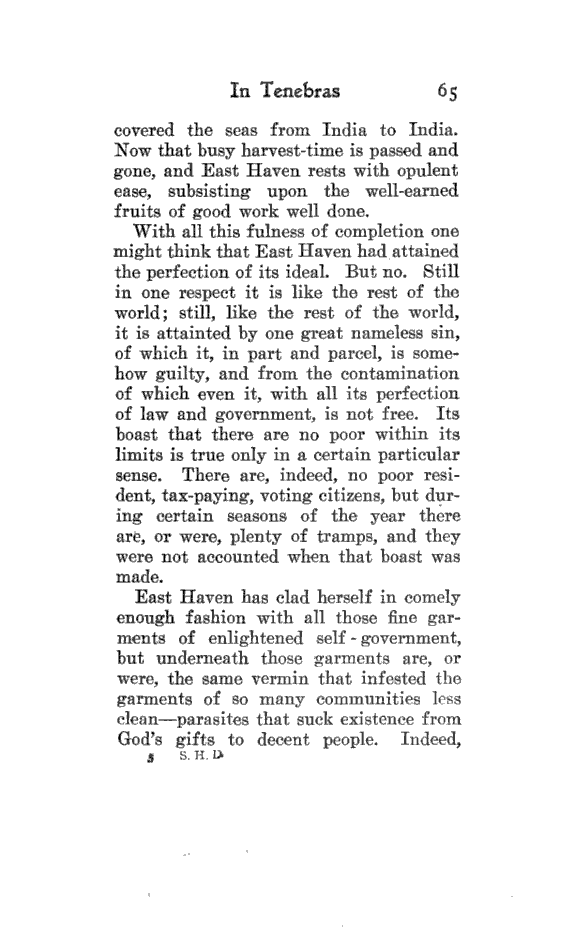 In Tenebras 65
covered the seas from India to India.
Now that busy harvest-time is passed and
gone, and East Haven rests with opulent
ease, subsisting upon the well-earned
fruits of good work well done.
With all this fulness of completion one
might think that East Haven had attained
the perfection of its ideal. But no. Still
in one respect it is like the rest of the
world; still, like the rest of the world,
it is attainted by one great nameless sin,
of which it, in part and parcel, is some-
how guilty, and from the contamination
of which even it, with all its perfection
of law and government, is not free. Its
boast that there are no poor within its
limits is true only in a certain particular
sense. There are, indeed, no poor resi-
dent, tax-paying, voting citizens, but dur-
ing certain seasons of the year there
are, or were, plenty of tramps, and they
were not accounted when that boast was
made.
East Haven has clad herself in comely
enough fashion with all those fine gar-
ments of enlightened self-government,
but underneath those garments are, or
were, the same vermin that infested the
garments of so many communities less
clean—parasites that suck existence from
God's gifts to decent people. Indeed,
5 S. H. D.